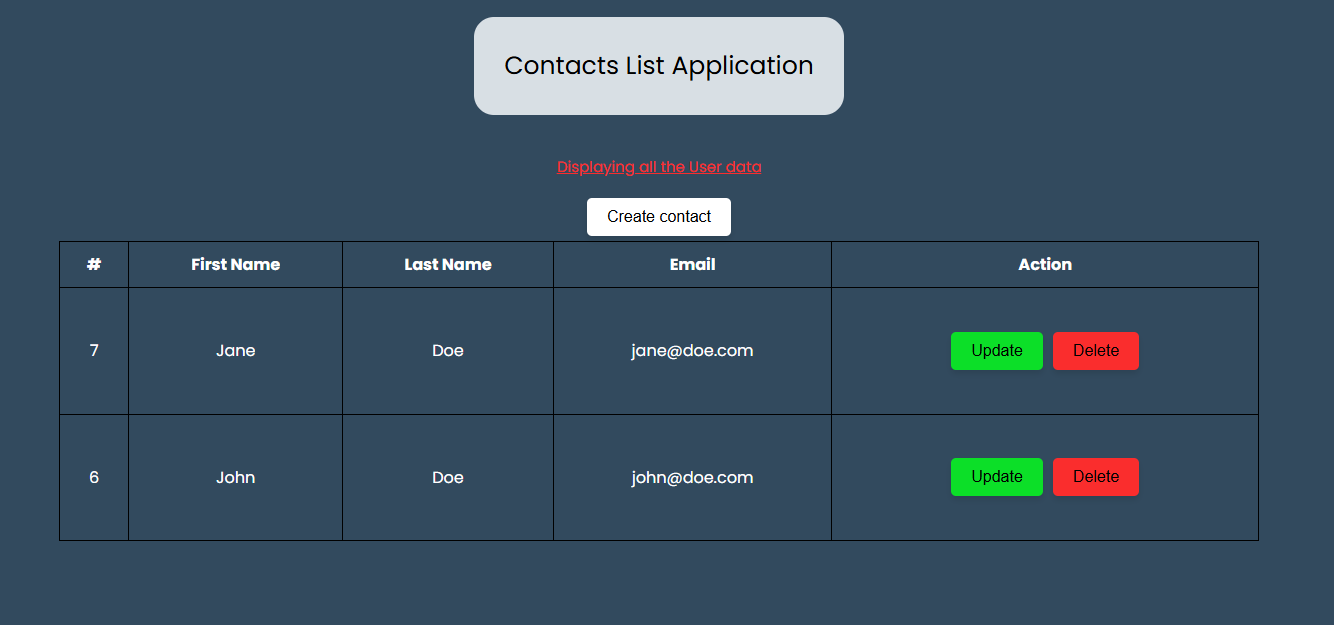 Contacts List Application
Displaying all the User data
Create contact
# First Name Last Name Email Action
7 Jane Doe jane@doe.com Update Delete
6 John Doe john@doe.com Update Delete